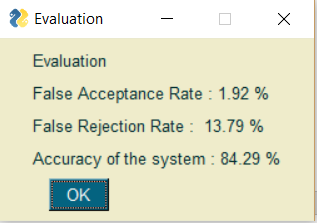 Evaluation
Evaluation
False Acceptance Rate : 1.92 %
False Rejection Rate :  13.79 %
Accuracy of the system : 84.29 %
OK